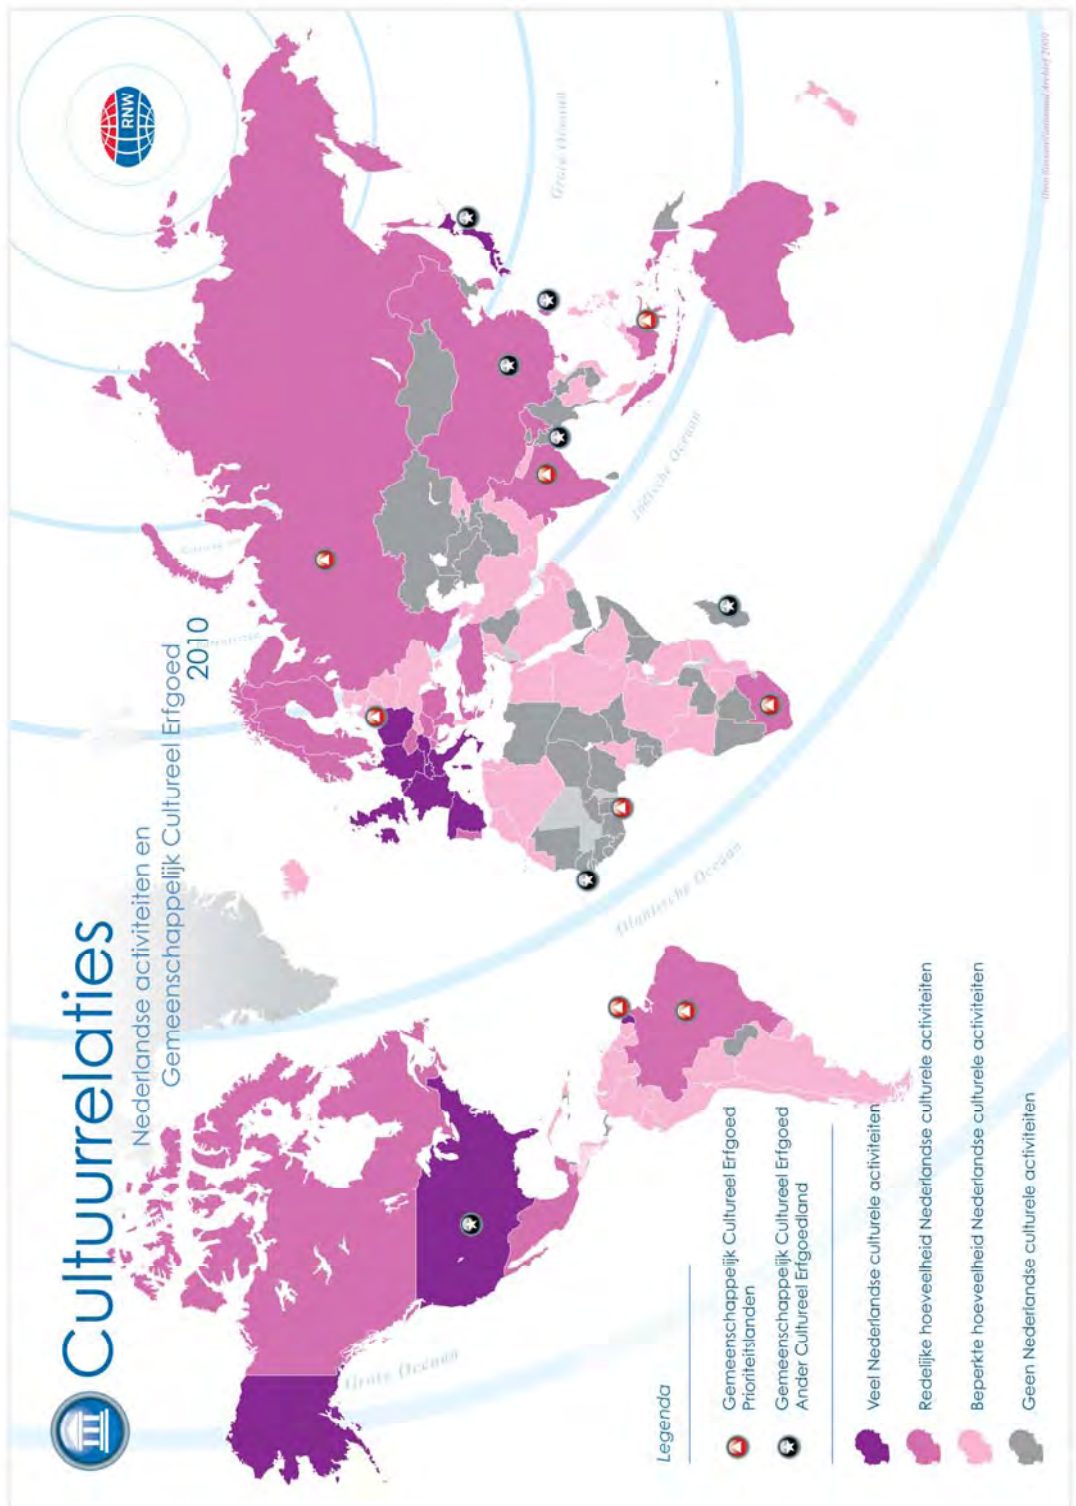 Cultuurrelaties
Nederlandse activiteiten en
Gemeenschappelijk Cultureel Erfgoed
2010
RNW
Grote Oceaan
Atlantische Oceaan
Indische Oceaan
Grote Oceaan
Legenda
Gemeenschappelijk Cultureel Erfgoed
Prioriteitslanden
Gemeenschappelijk Cultureel Erfgoed
Ander Cultureel Erfgoedland
Veel Nederlandse culturele activiteiten
Redelijke hoeveelheid Nederlandse culturele activiteiten
Beperkte hoeveelheid Nederlandse culturele activiteiten
Geen Nederlandse culturele activiteiten